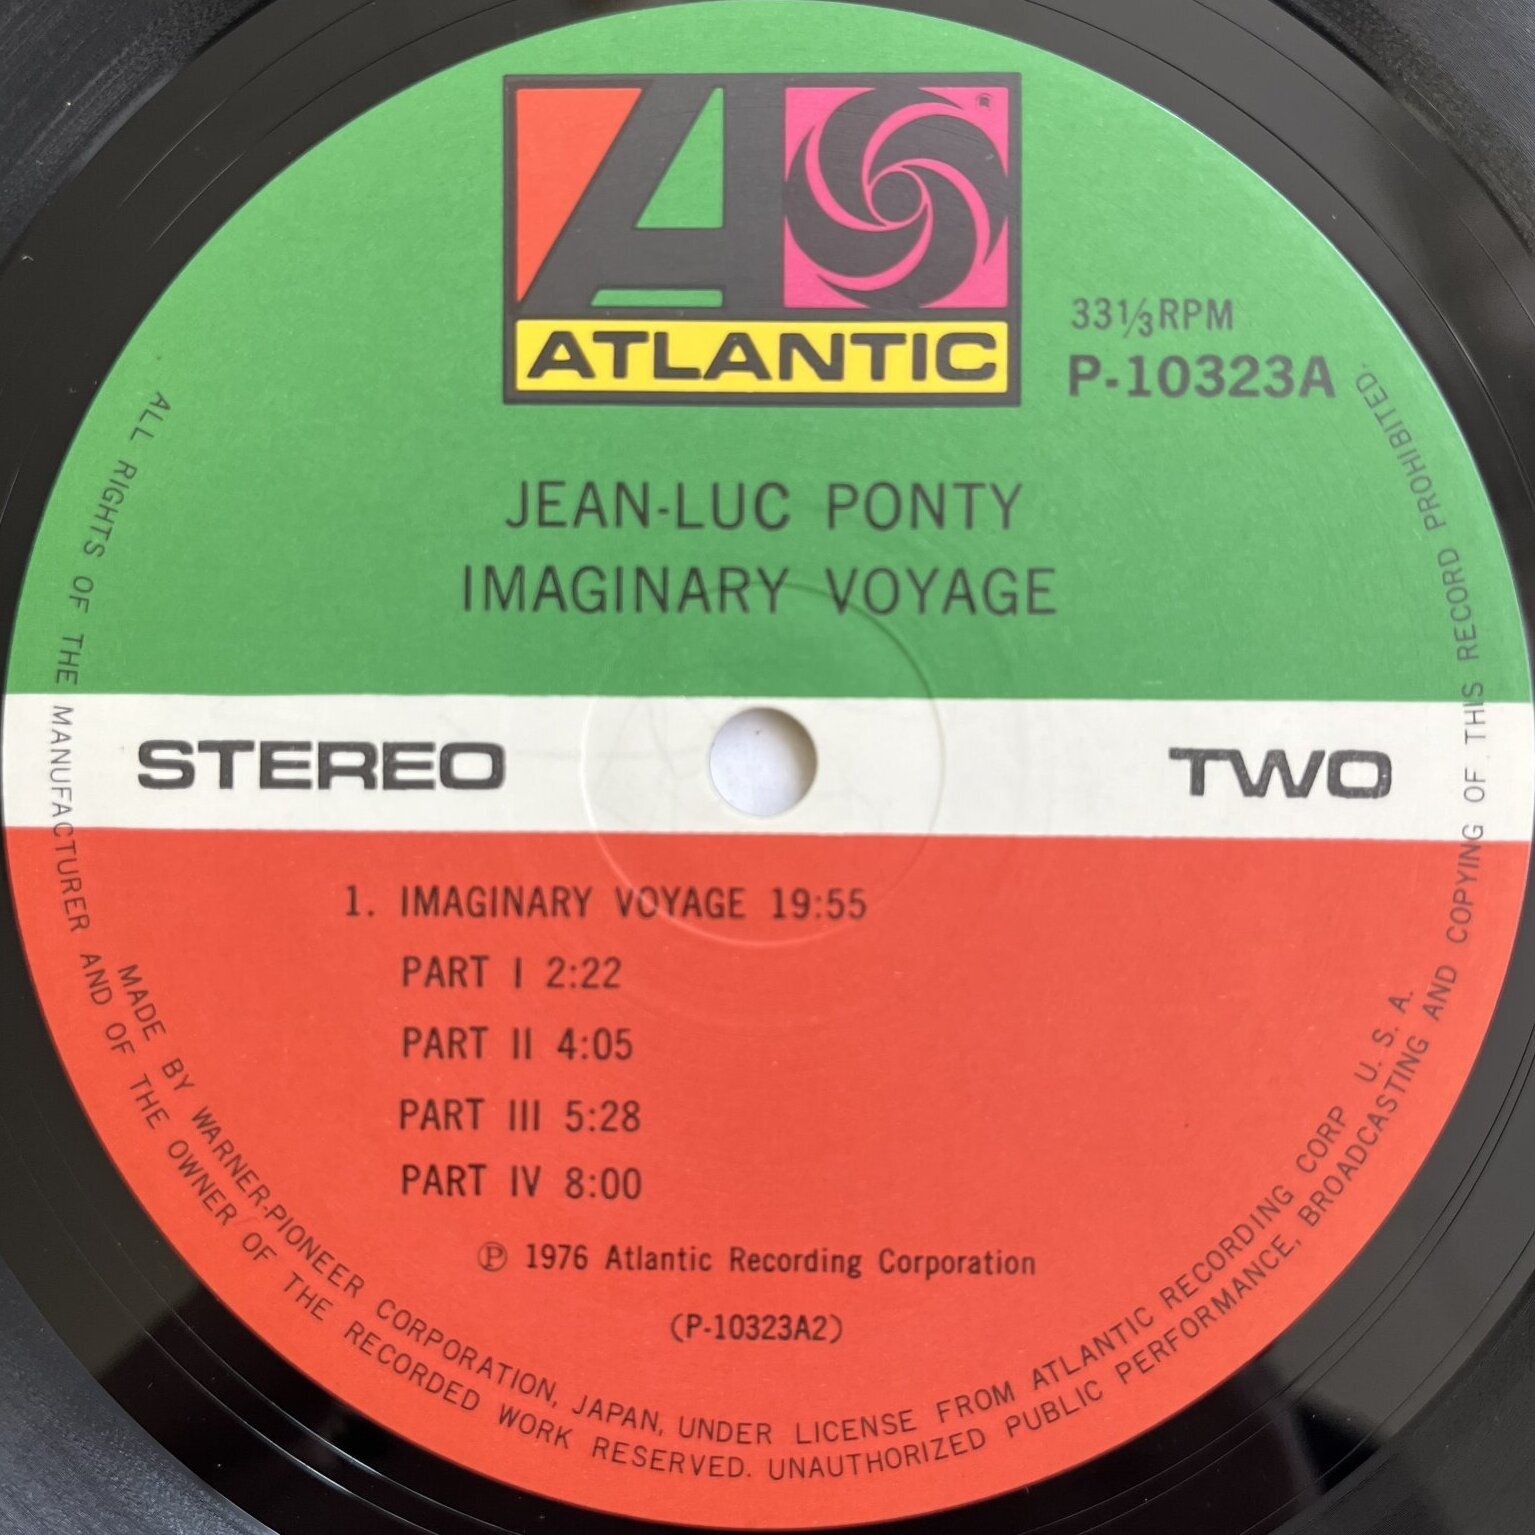 ATLANTIC
33⅓RPM
P-10323A
JEAN-LUC PONTY
IMAGINARY VOYAGE
STEREO
TWO
1. IMAGINARY VOYAGE 19:55
PART I 2:22
PART II 4:05
PART III 5:28
PART IV 8:00
℗ 1976 Atlantic Recording Corporation
(P-10323A2)
MADE BY WARNER-PIONEER CORPORATION, JAPAN, UNDER LICENSE FROM ATLANTIC RECORDING CORP U. S. A.
ALL RIGHTS OF THE MANUFACTURER AND OF THE OWNER OF THE RECORDED WORK RESERVED. UNAUTHORIZED PUBLIC PERFORMANCE, BROADCASTING AND COPYING OF THIS RECORD PROHIBITED.